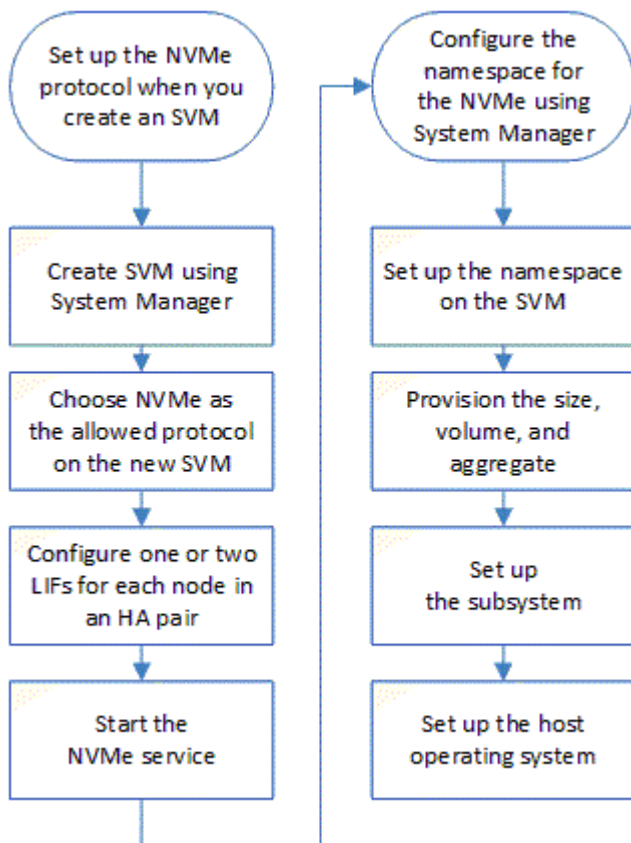 Set up the NVMe
protocol when you
create an SVM
Create SVM using
System Manager
Choose NVMe as
the allowed protocol
on the new SVM
Configure one or two
LIFs for each node in
an HA pair
Start the
NVMe service
Configure the
namespace for
the NVMe using
System Manager
Set up the namespace
on the SVM
Provision the size,
volume, and
aggregate
Set up
the subsystem
Set up the host
operating system